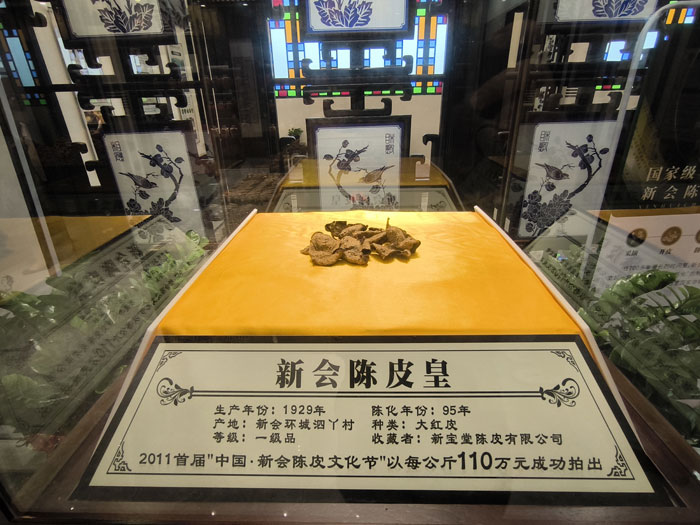 新会陈皮皇
生产年份：1929年 陈化年份：95年
产地：新会环城泗丫村 种类：大红皮
等级：一级品 收藏者：新宝堂陈皮有限公司
2011首届"中国·新会陈皮文化节"以每公斤110万元成功拍出
国家级
新会陈